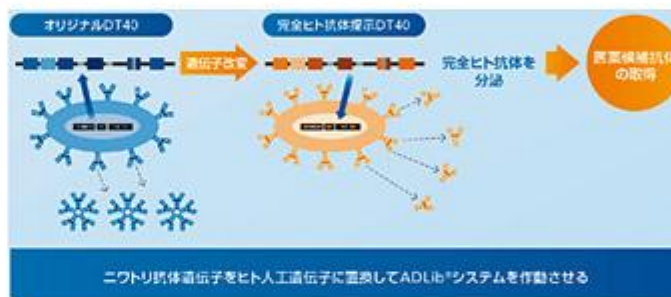 オリジナルDT40
完全ヒト抗体提示DT40
遺伝子改変
完全ヒト抗体を
分泌
医薬候補抗体
の取得
ニワトリ抗体遺伝子をヒト人工遺伝子に置換してADLib®システムを作動させる